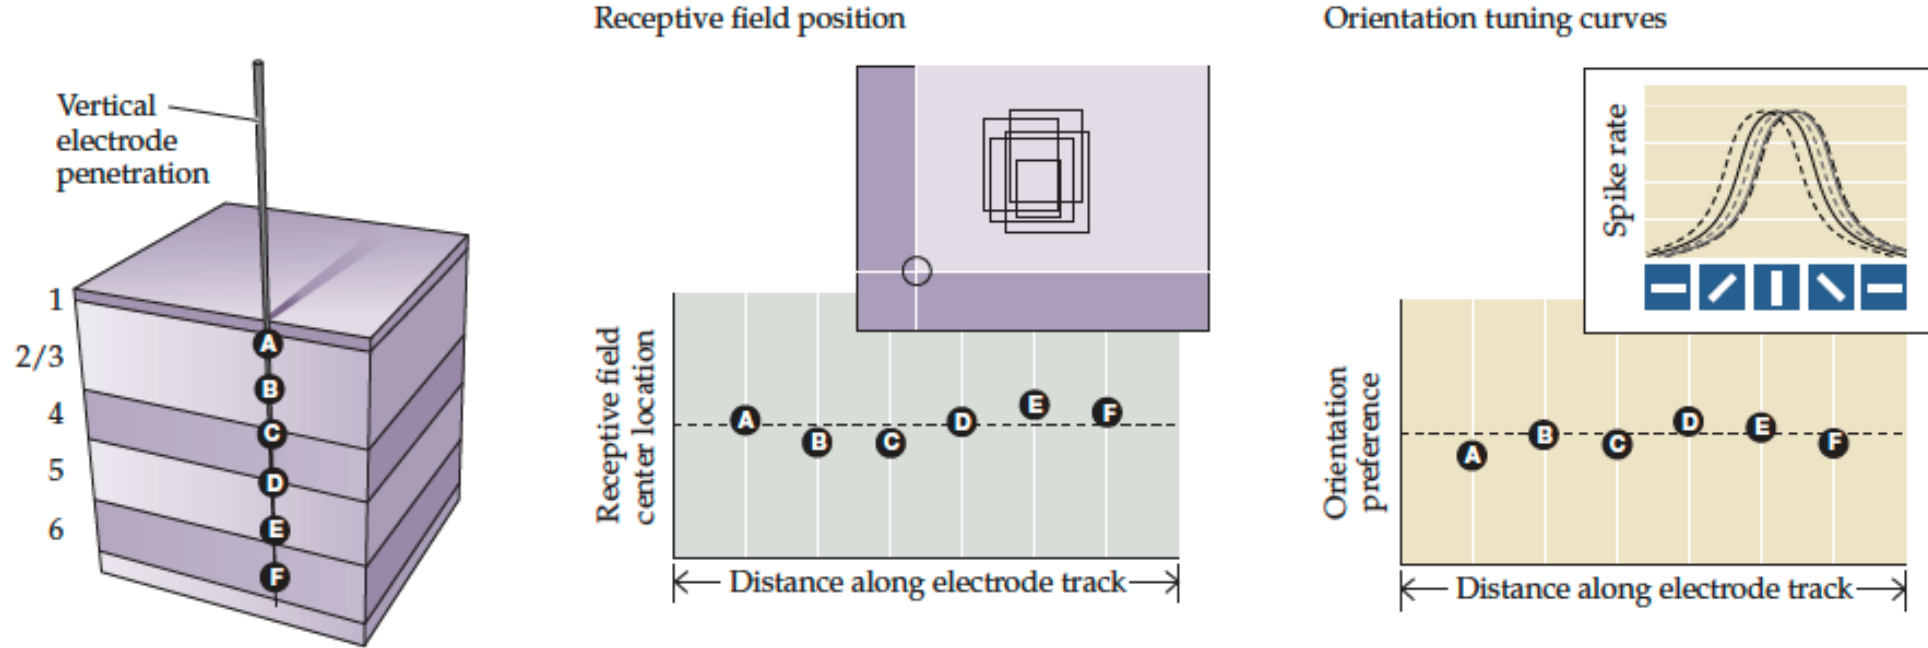 Receptive field position
Orientation tuning curves
Vertical
electrode
penetration
1
2/3
4
5
6
A
B
C
D
E
F
Receptive field
center location
A
B
C
D
E
F
Distance along electrode track
Spike rate
Orientation
preference
A
B
C
D
E
F
Distance along electrode track